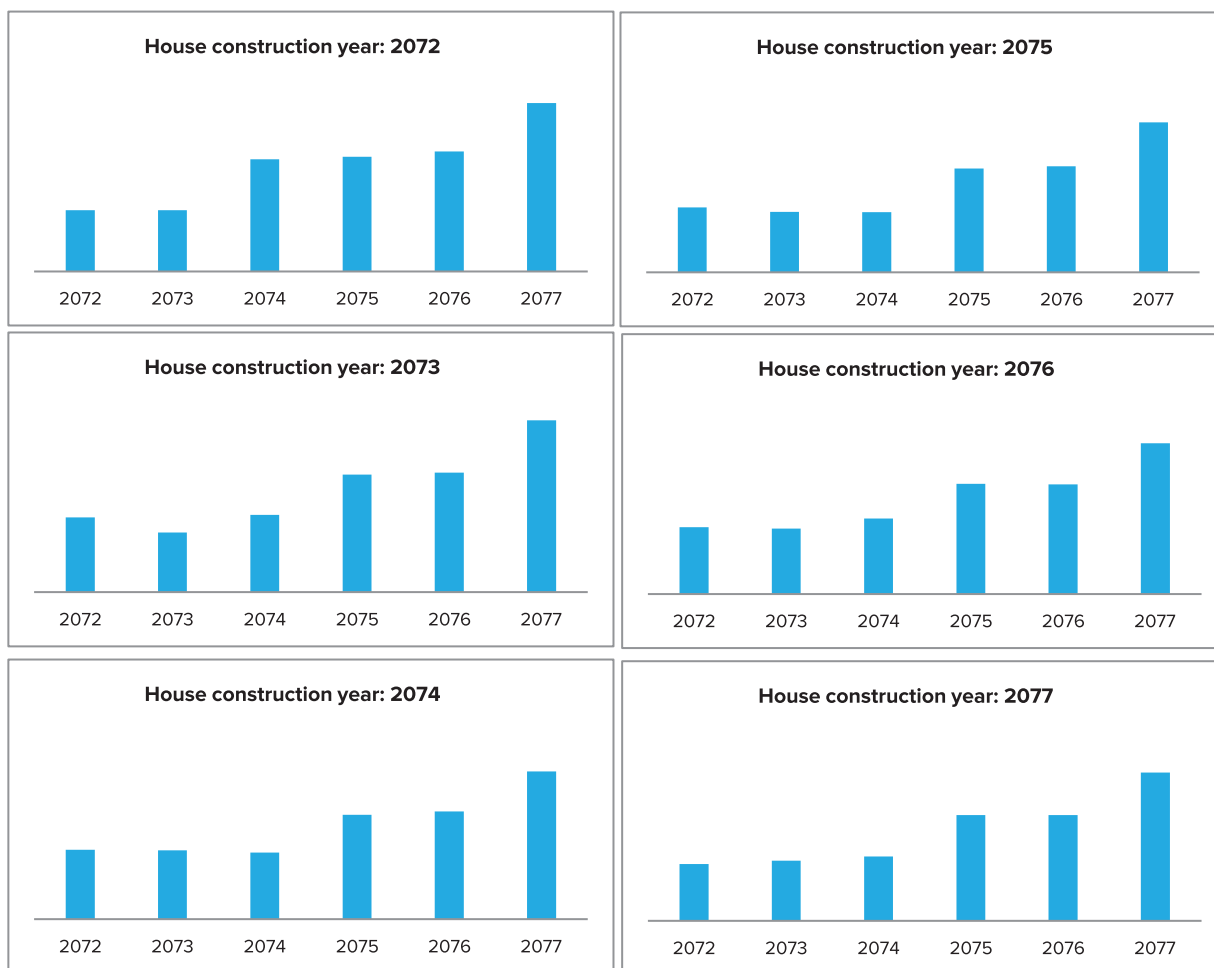 House construction year: 2072
2072 2073 2074 2075 2076 2077
House construction year: 2075
2072 2073 2074 2075 2076 2077
House construction year: 2073
2072 2073 2074 2075 2076 2077
House construction year: 2076
2072 2073 2074 2075 2076 2077
House construction year: 2074
2072 2073 2074 2075 2076 2077
House construction year: 2077
2072 2073 2074 2075 2076 2077